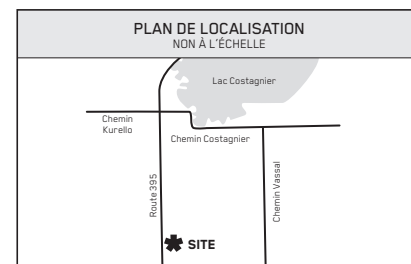 PLAN DE LOCALISATION
NON À L'ÉCHELLE
Lac Costagnier
Chemin
Kurello
Chemin Costagnier
Route 395
Chemin Vassal
SITE